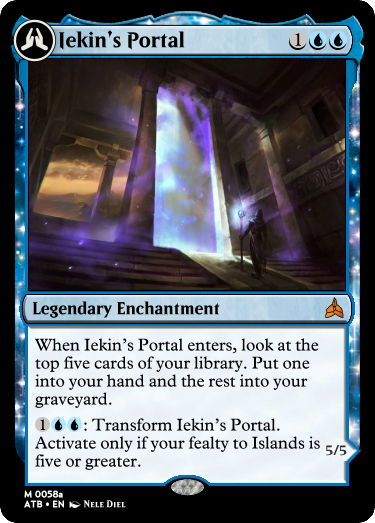 Iekin's Portal 1
Legendary Enchantment
When Iekin's Portal enters, look at the
top five cards of your library. Put one
into your hand and the rest into your
graveyard.
1 : Transform Iekin's Portal.
Activate only if your fealty to Islands is
five or greater.
5/5
M 0058a
ATB • EN Nele Diel